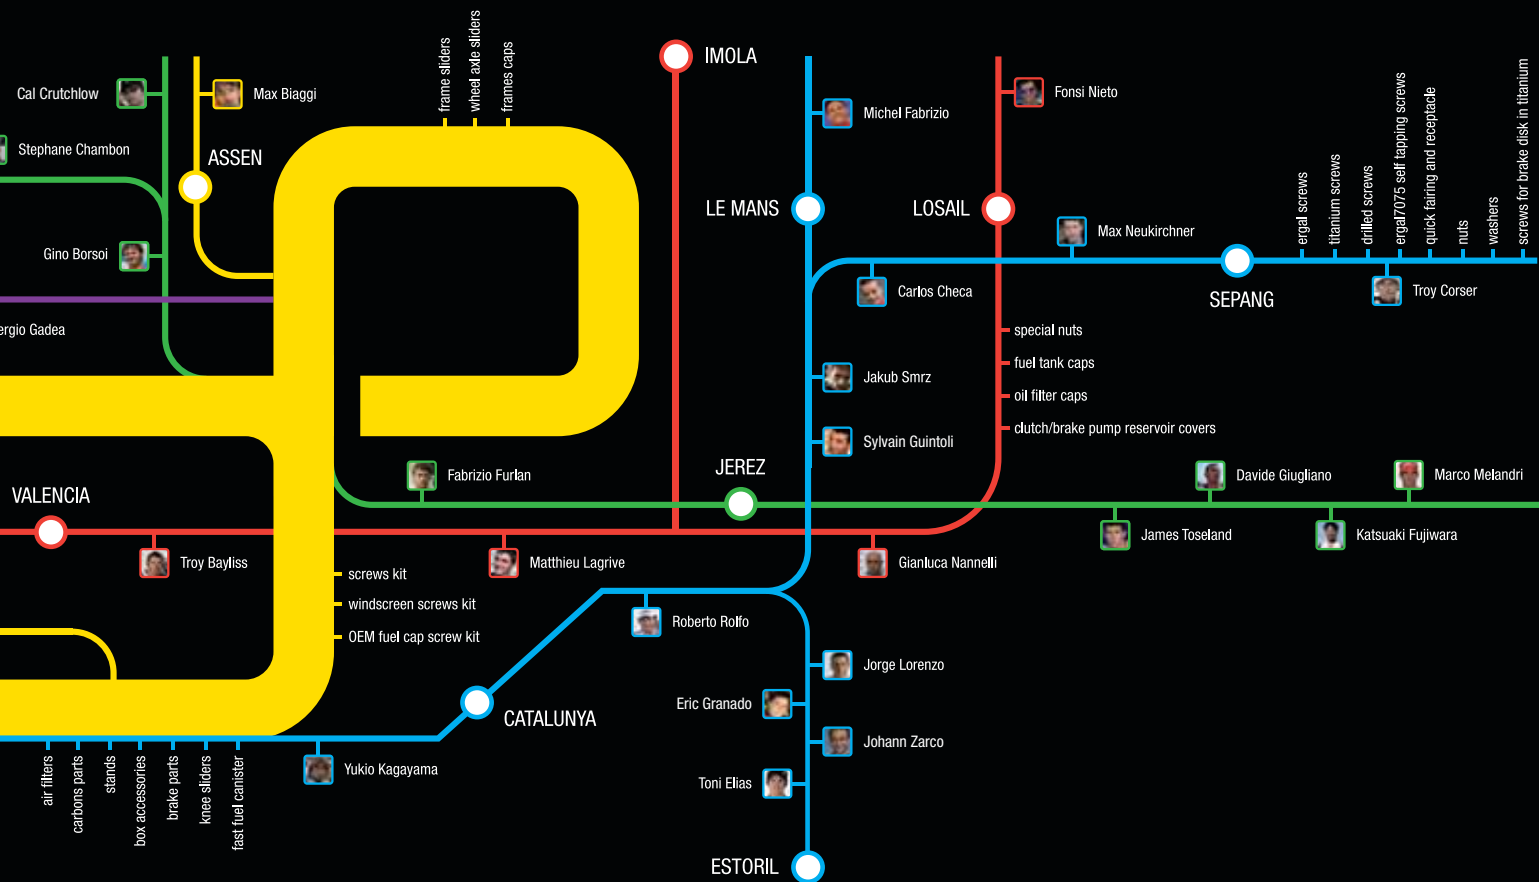 frame sliders
wheel axle sliders
frames caps
IMOLA
Cal Crutchlow
Max Biaggi
Fonsi Nieto
Michel Fabrizio
Stephane Chambon
ASSEN
ergal screws
titanium screws
drilled screws
ergal7075 self tapping screws
quick fairing and receptacle
nuts
washers
screws for brake disk in titanium
LE MANS
LOSAIL
Max Neukirchner
Gino Borsoi
Carlos Checa
SEPANG
Troy Corser
ergio Gadea
special nuts
fuel tank caps
Jakub Smrz
oil filter caps
clutch/brake pump reservoir covers
Sylvain Guintoli
JEREZ
Fabrizio Furlan
Davide Giugliano
Marco Melandri
VALENCIA
James Toseland
Katsuaki Fujiwara
Troy Bayliss
Matthieu Lagrive
Gianluca Nannelli
screws kit
windscreen screws kit
OEM fuel cap screw kit
Roberto Rolfo
Jorge Lorenzo
Eric Granado
CATALUNYA
Johann Zarco
Yukio Kagayama
Toni Elias
air filters
carbons parts
stands
box accessories
brake parts
knee sliders
fast fuel canister
ESTORIL